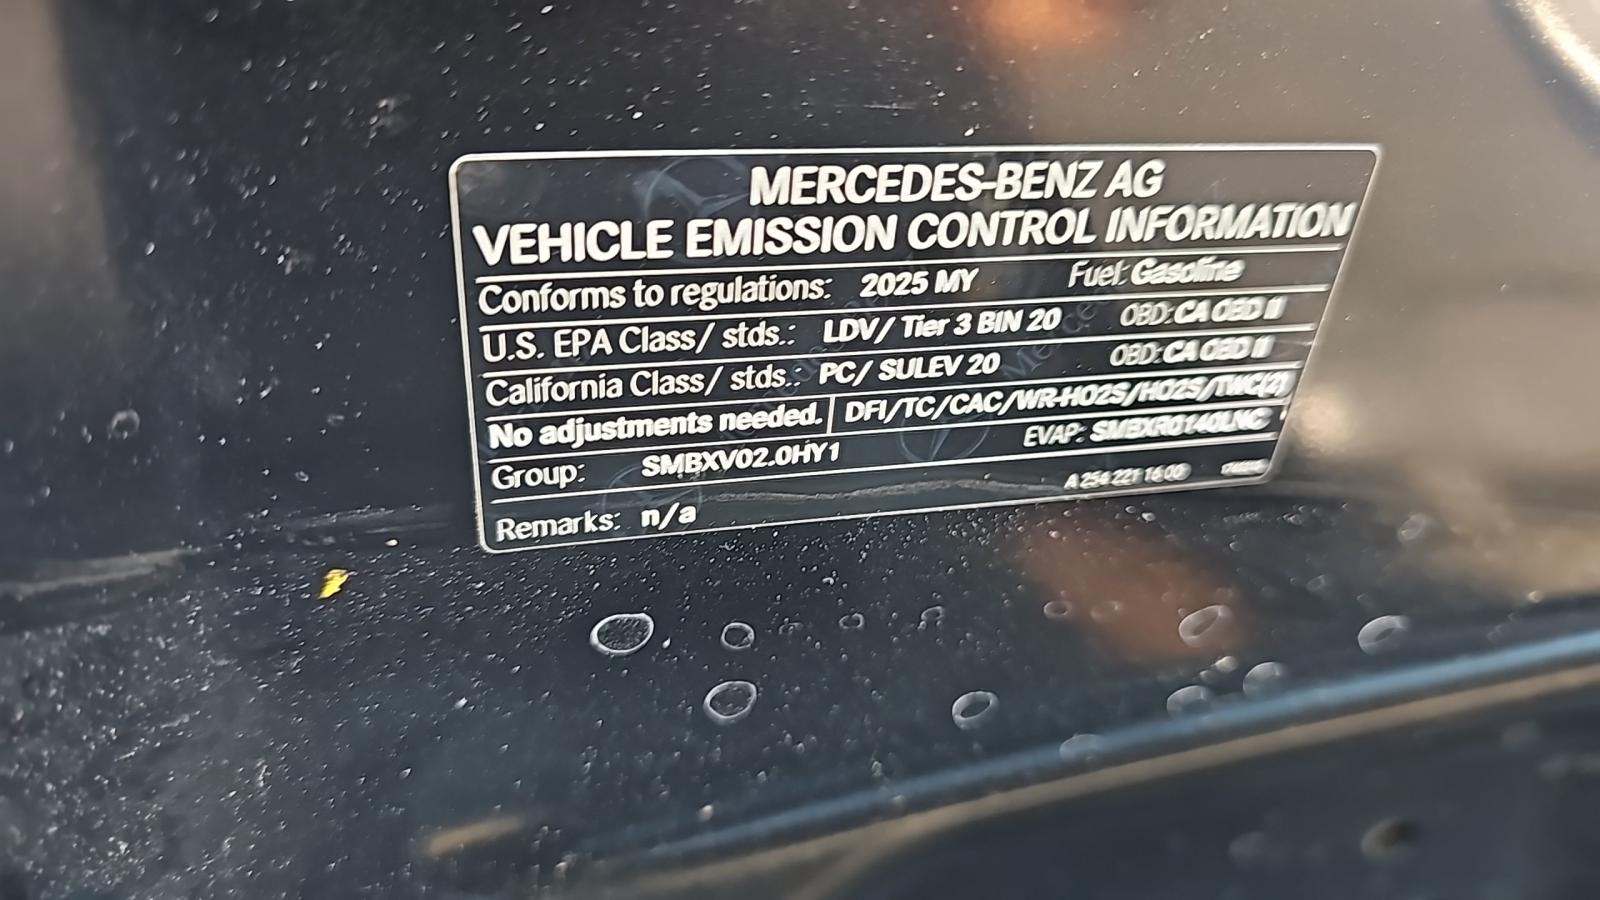 MERCEDES-BENZ AG
VEHICLE EMISSION CONTROL INFORMATION
Conforms to regulations: 2025 MY Fuel: Gasoline
U.S. EPA Class/ stds.: LDV/ Tier 3 BIN 20 OBD: CA OBD II
California Class/ stds.: PC/ SULEV 20 OBD: CA OBD II
No adjustments needed. DFI/TC/CAC/WR-HO2S/HO2S/TWC(2)
Group: SMBXV02.0HY1 EVAP: SMBXR0140LNC
Remarks: n/a A 254 221 16 00